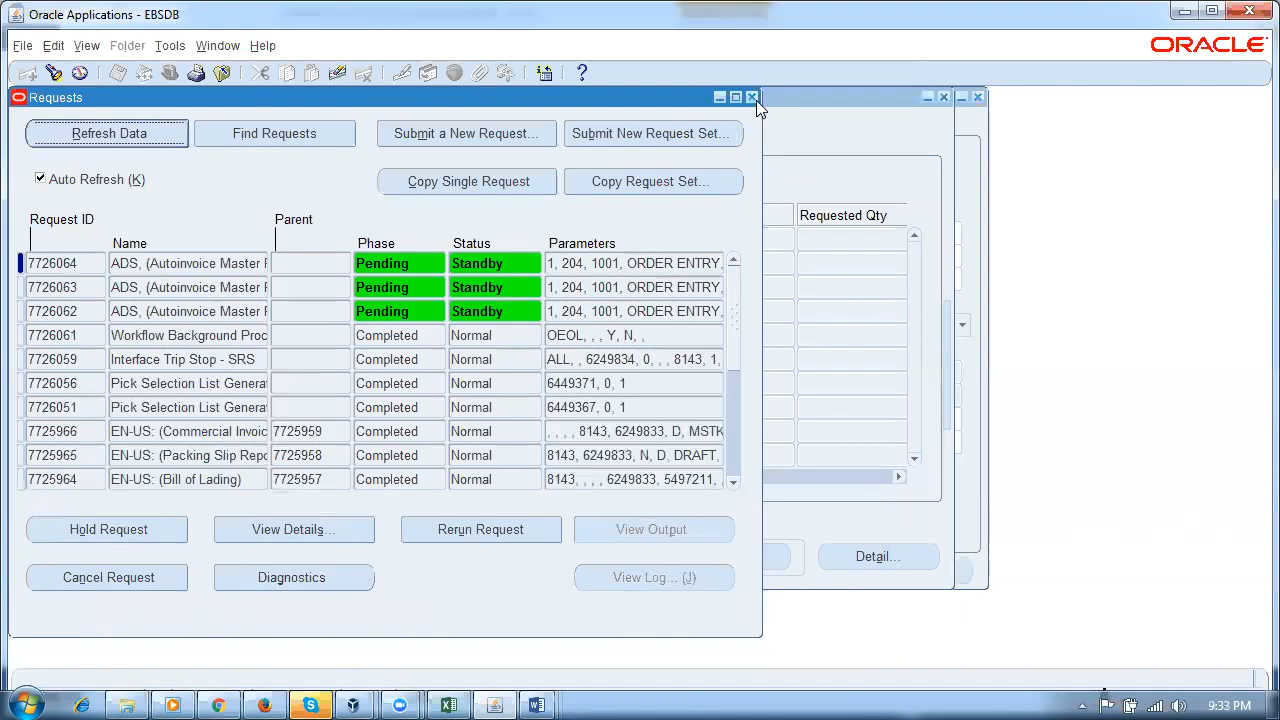 Oracle Applications - EBSDB
File Edit View Folder Tools Window Help
ORACLE
Requests
Refresh Data Find Requests Submit a New Request... Submit New Request Set...
Auto Refresh (K) Copy Single Request Copy Request Set...
Request ID Parent Requested Qty
Name Phase Status Parameters
7726064 ADS, (Autoinvoice Master Pending Standby 1, 204, 1001, ORDER ENTRY,
7726063 ADS, (Autoinvoice Master Pending Standby 1, 204, 1001, ORDER ENTRY,
7726062 ADS, (Autoinvoice Master Pending Standby 1, 204, 1001, ORDER ENTRY,
7726061 Workflow Background Proc Completed Normal OEOL, , , Y, N, ,
7726059 Interface Trip Stop - SRS Completed Normal ALL, , 6249834, 0, , , 8143, 1,
7726056 Pick Selection List Genera Completed Normal 6449371, 0, 1
7726051 Pick Selection List Genera Completed Normal 6449367, 0, 1
7725966 EN-US: (Commercial Invoic 7725959 Completed Normal , , , , 8143, 6249833, D, MSTK
7725965 EN-US: (Packing Slip Repo 7725958 Completed Normal 8143, 6249833, N, D, DRAFT,
7725964 EN-US: (Bill of Lading) 7725957 Completed Normal 8143, , , , 6249833, 5497211, ,
Hold Request View Details... Rerun Request View Output
Detail...
Cancel Request Diagnostics View Log... (J)
9:33 PM